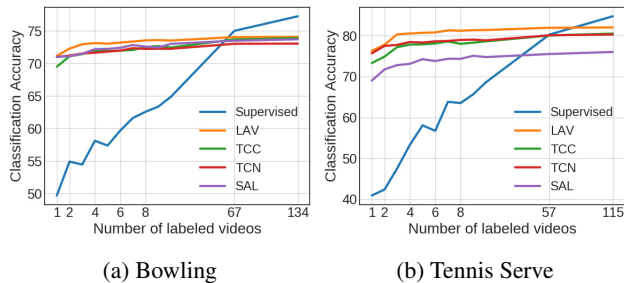 Classification Accuracy
75
70
65
60
55
50
Supervised
LAV
TCC
TCN
SAL
1 2 4 6 8 67 134
Number of labeled videos
(a) Bowling
Classification Accuracy
80
70
60
50
40
Supervised
LAV
TCC
TCN
SAL
1 2 4 6 8 57 115
Number of labeled videos
(b) Tennis Serve